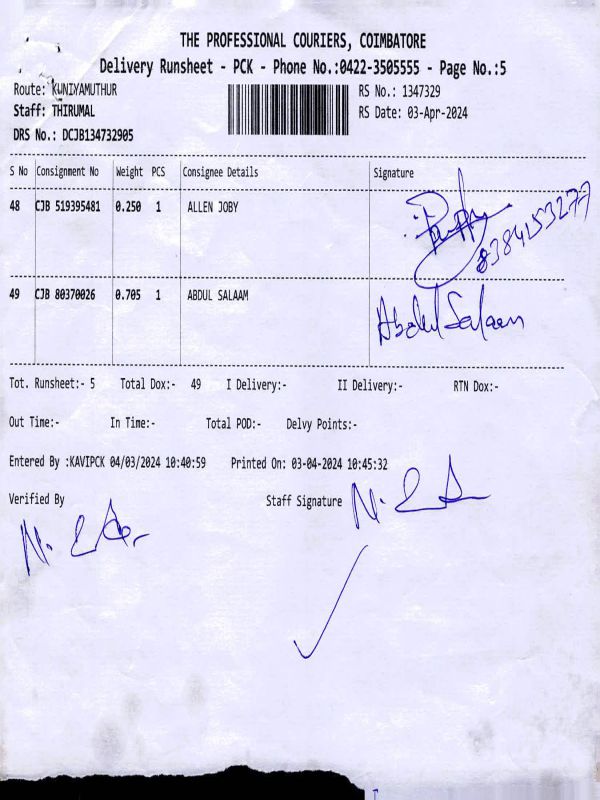 THE PROFESSIONAL COURIERS, COIMBATORE
Delivery Runsheet - PCK - Phone No.:0422-3505555 - Page No.:5
Route: KUNIYAMUTHUR RS No.: 1347329
Staff: THIRUMAL RS Date: 03-Apr-2024
DRS No.: DCJB134732905
S No Consignment No Weight PCS Consignee Details Signature
48 CJB 519395481 0.250 1 ALLEN JOBY
49 CJB 80370026 0.705 1 ABDUL SALAAM Abdul Salaam
Tot. Runsheet:- 5 Total Dox:- 49 I Delivery:- II Delivery:- RTN Dox:-
Out Time:- In Time:- Total POD:- Delvy Points:-
Entered By :KAVIPCK 04/03/2024 10:40:59 Printed On: 03-04-2024 10:45:32
Verified By Staff Signature